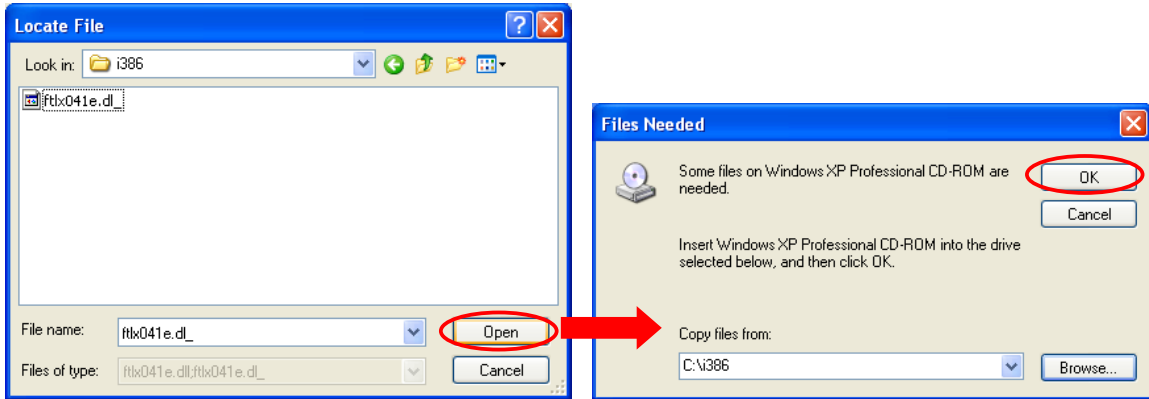 Locate File
Look in:
i386
ftlx041e.dl_
File name:
ftlx041e.dl_
Open
Files of type:
ftlx041e.dll;ftlx041e.dl_
Cancel
Files Needed
Some files on Windows XP Professional CD-ROM are
needed.
OK
Cancel
Insert Windows XP Professional CD-ROM into the drive
selected below, and then click OK.
Copy files from:
C:\i386
Browse...